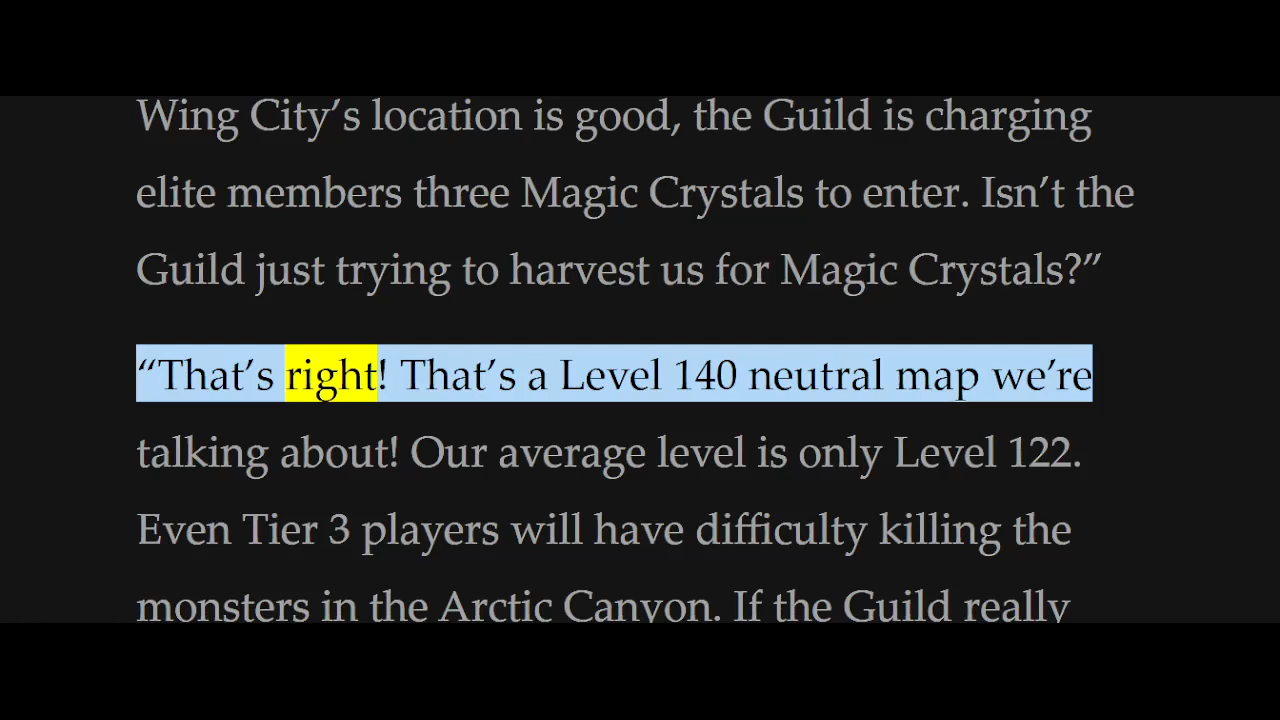 Wing City’s location is good, the Guild is charging
elite members three Magic Crystals to enter. Isn’t the
Guild just trying to harvest us for Magic Crystals?”
“That’s right! That’s a Level 140 neutral map we’re
talking about! Our average level is only Level 122.
Even Tier 3 players will have difficulty killing the
monsters in the Arctic Canyon. If the Guild really